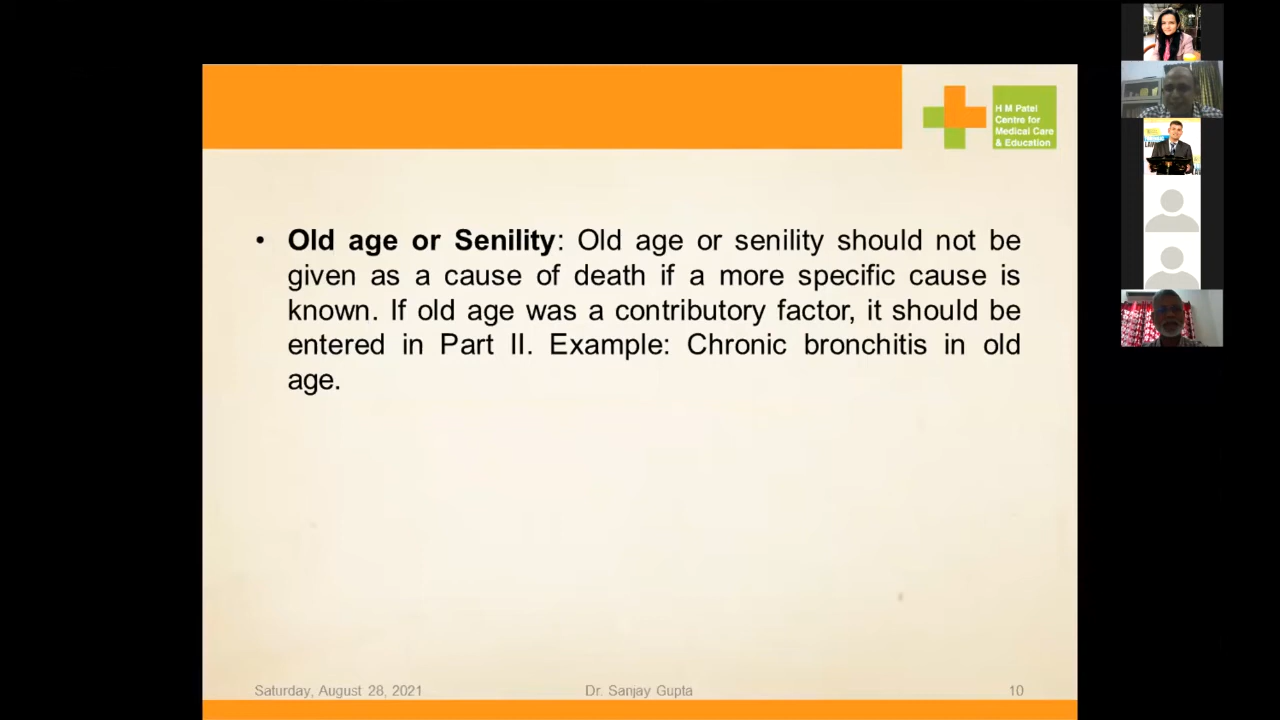 H M Patel
Centre for
Medical Care
& Education
• Old age or Senility: Old age or senility should not be
given as a cause of death if a more specific cause is
known. If old age was a contributory factor, it should be
entered in Part II. Example: Chronic bronchitis in old
age.
Saturday, August 28, 2021 Dr. Sanjay Gupta 10